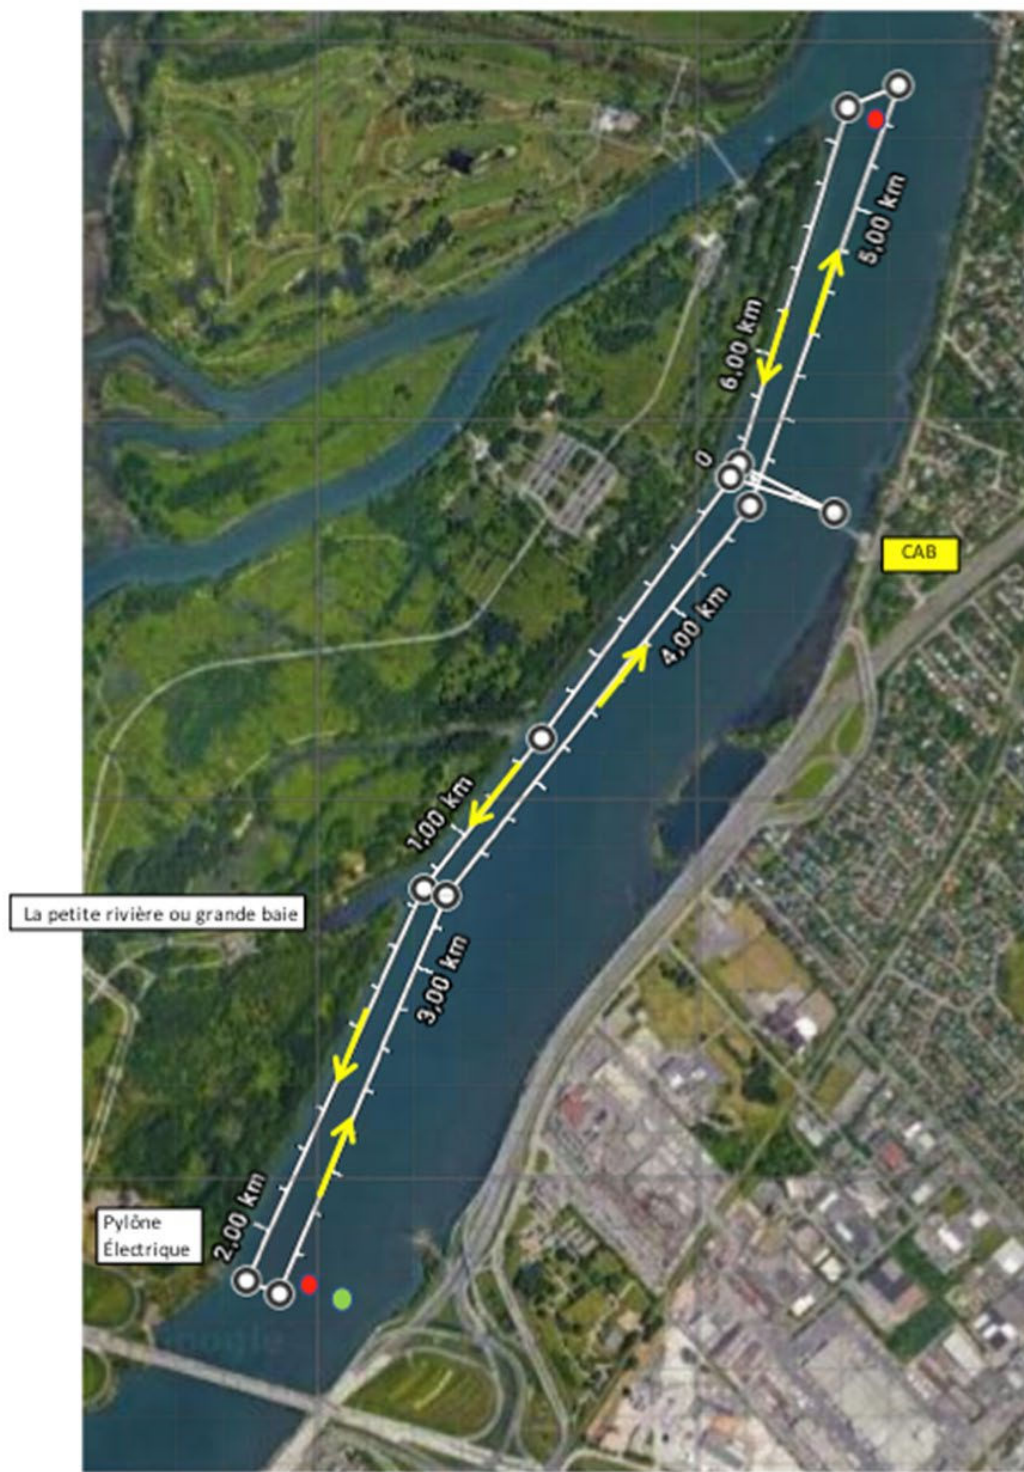 5,00 km
6,00 km
0
CAB
4,00 km
1,00 km
La petite rivière ou grande baie
3,00 km
2,00 km
Pylône
Électrique